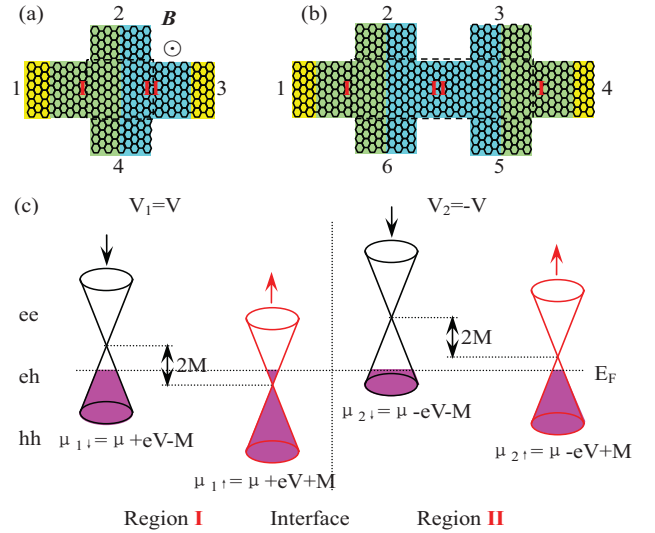 (a)
2
B
1
I
II
3
4
(b)
2
3
1
I
II
I
4
6
5
(c)
V₁=V
V₂=-V
ee
eh
hh
2M
2M
E_F
μ₁↓= μ+eV-M
μ₁↑= μ+eV+M
μ₂↓= μ-eV-M
μ₂↑= μ-eV+M
Region I
Interface
Region II